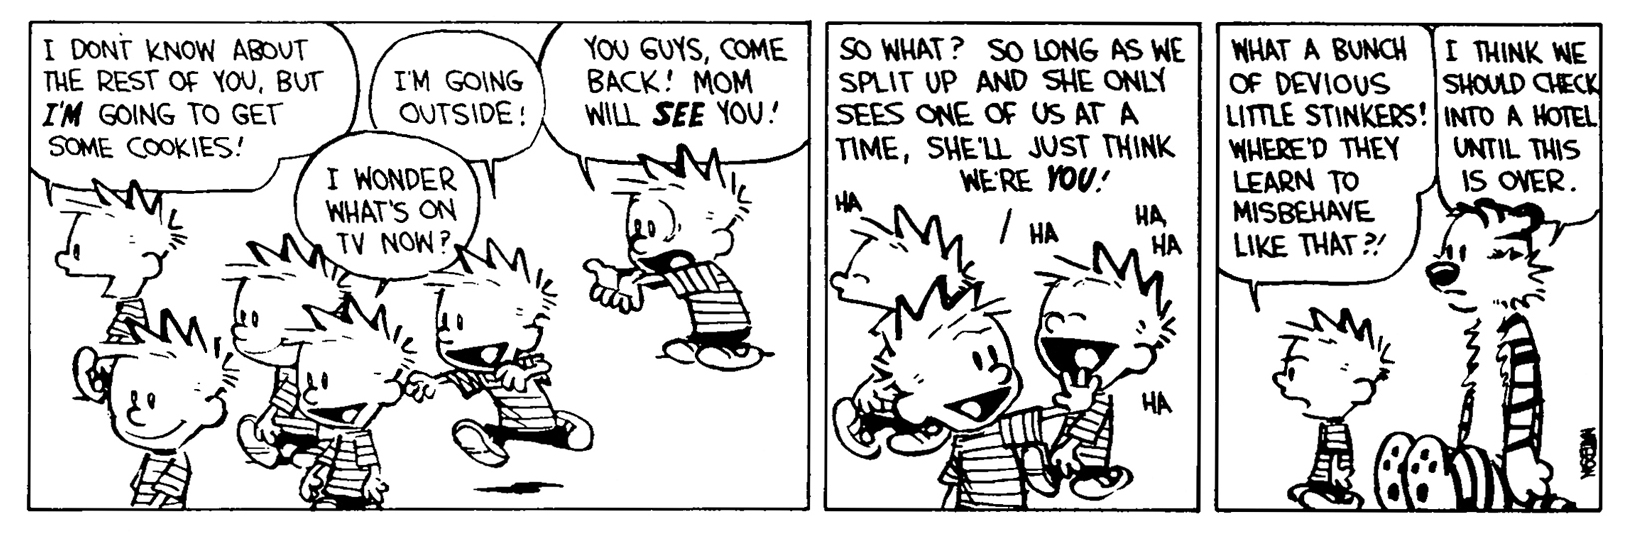 I DON'T KNOW ABOUT
THE REST OF YOU, BUT
I'M GOING TO GET
SOME COOKIES!
I'M GOING
OUTSIDE!
I WONDER
WHAT'S ON
TV NOW?
YOU GUYS, COME
BACK! MOM
WILL SEE YOU!
SO WHAT? SO LONG AS WE
SPLIT UP AND SHE ONLY
SEES ONE OF US AT A
TIME, SHE'LL JUST THINK
WE'RE YOU!
HA
HA
HA
HA
HA
WHAT A BUNCH
OF DEVIOUS
LITTLE STINKERS!
WHERE'D THEY
LEARN TO
MISBEHAVE
LIKE THAT?!
I THINK WE
SHOULD CHECK
INTO A HOTEL
UNTIL THIS
IS OVER.
WATTERSON